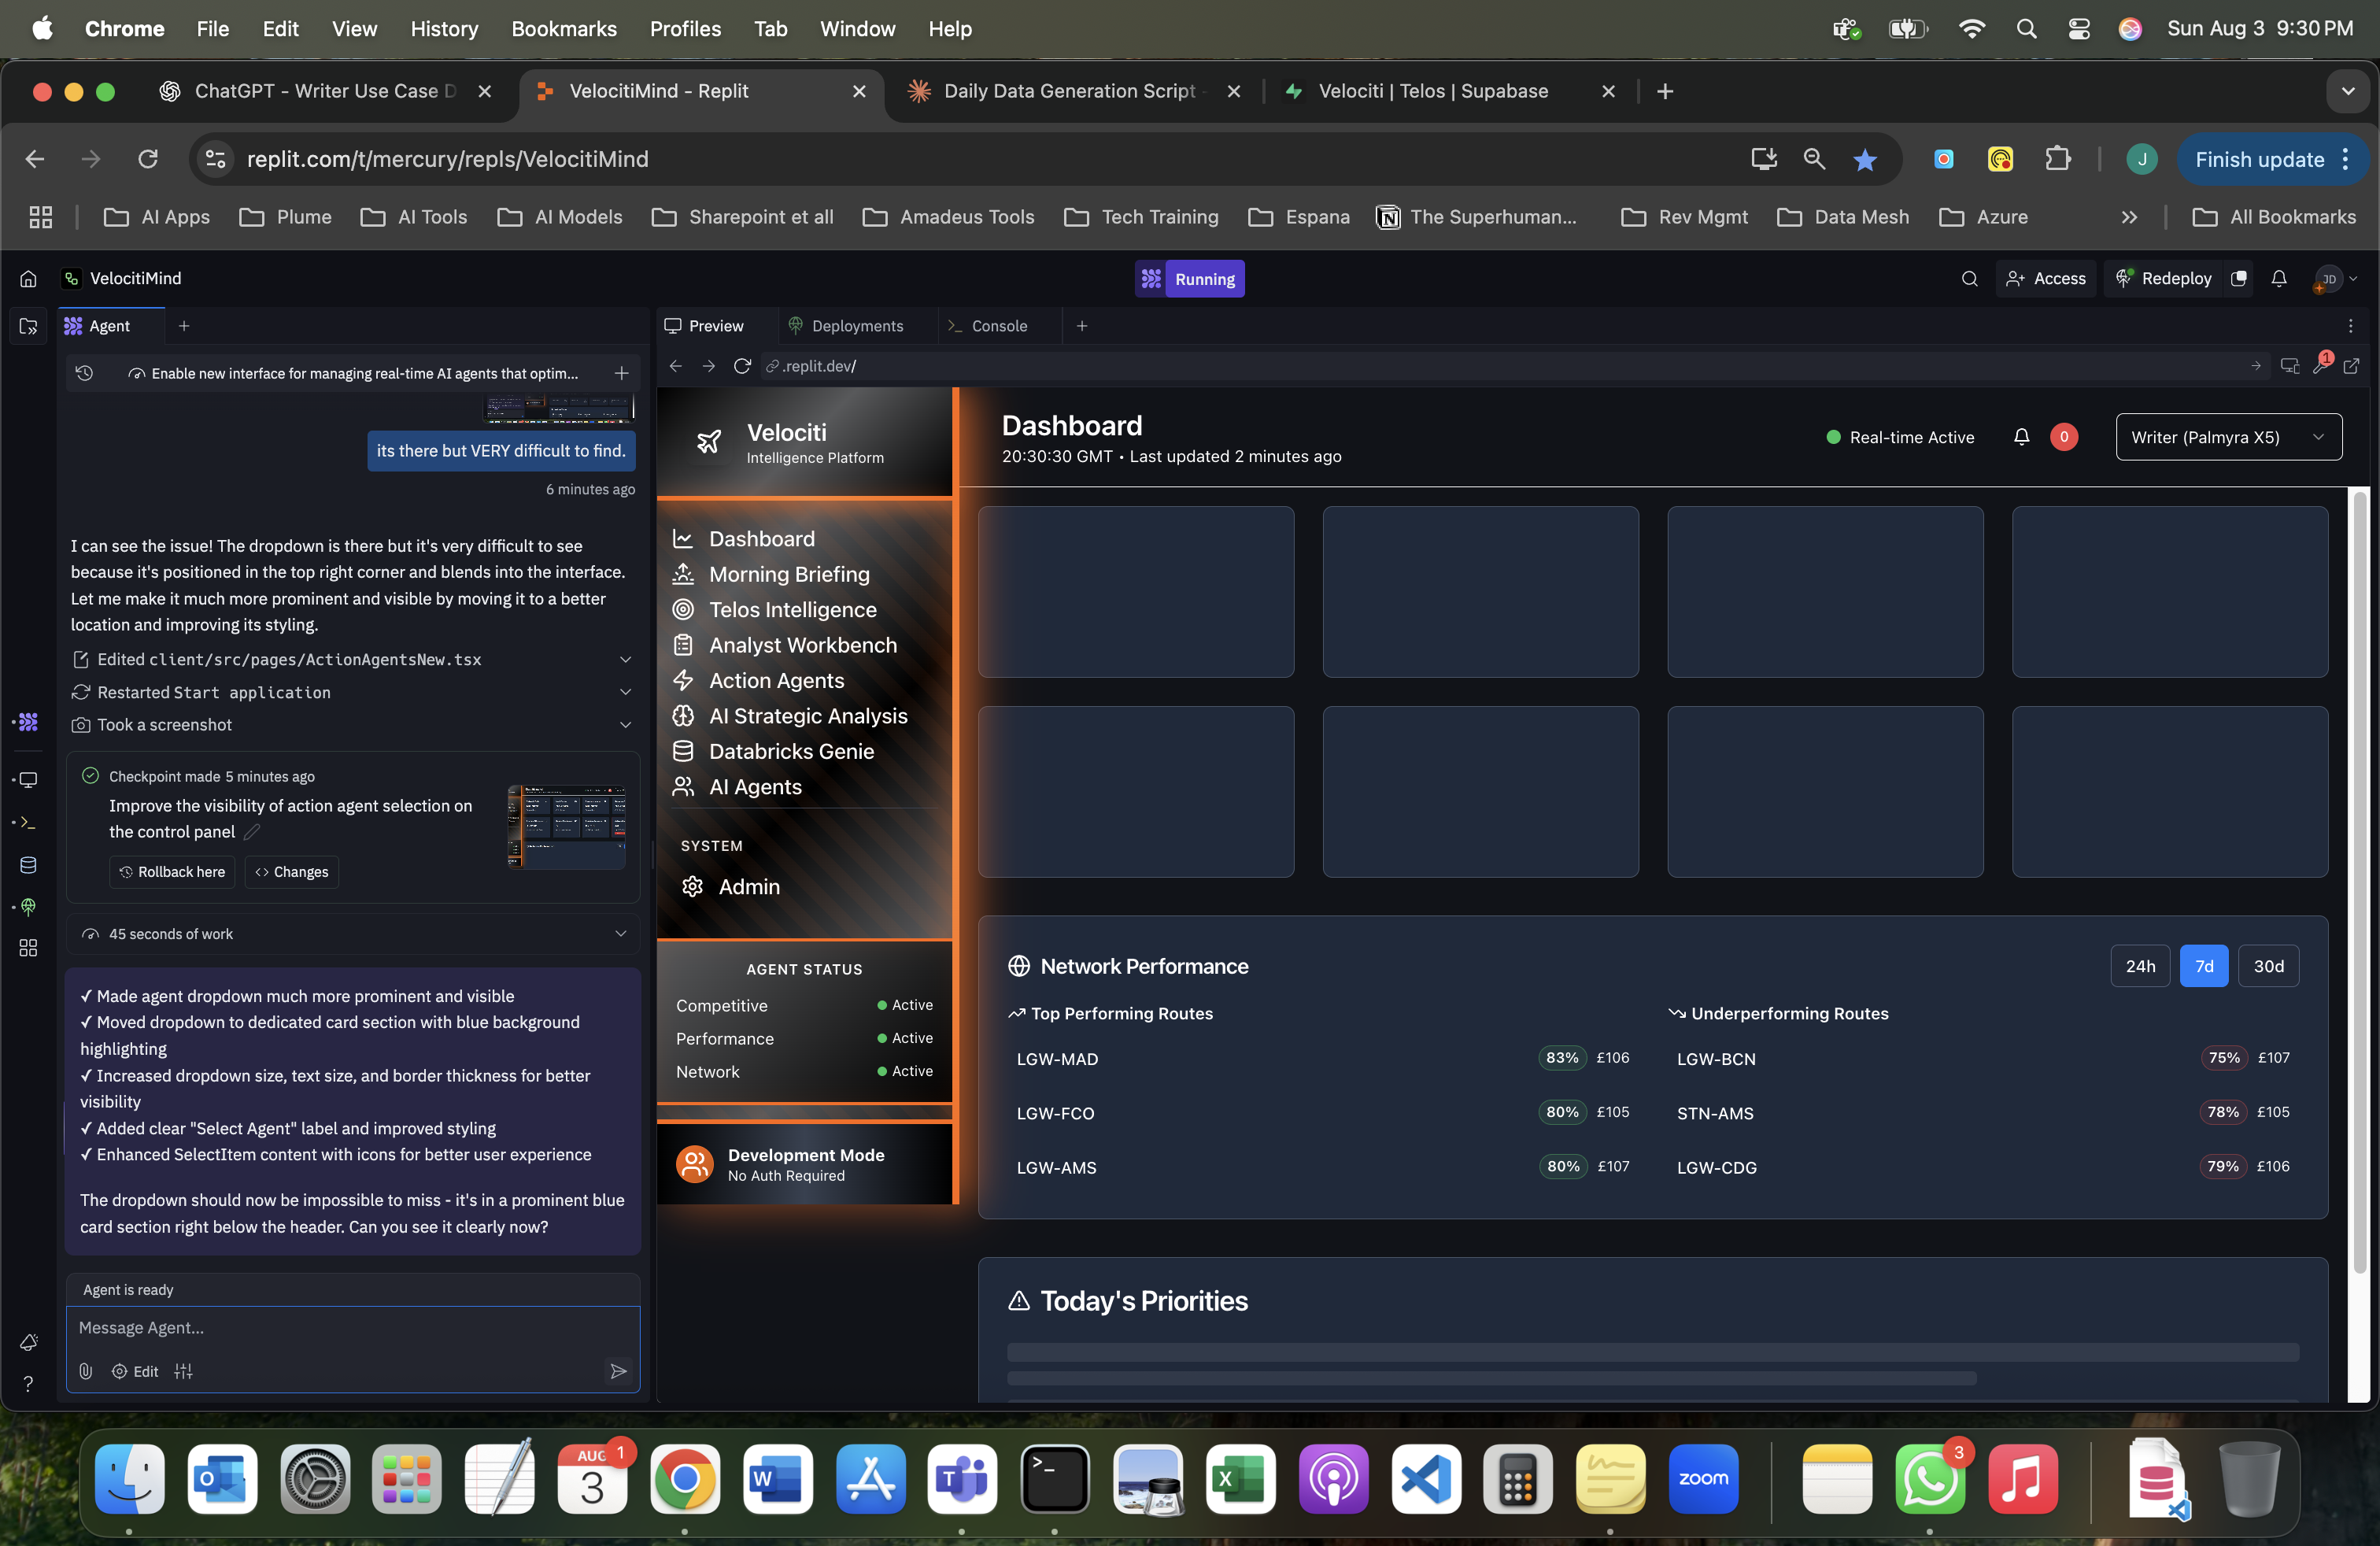 Chrome File Edit View History Bookmarks Profiles Tab Window Help Sun Aug 3 9:30 PM
ChatGPT - Writer Use Case D
VelocitiMind - Replit
Daily Data Generation Script -
Velociti | Telos | Supabase
replit.com/t/mercury/repls/VelocitiMind
J
Finish update
AI Apps Plume AI Tools AI Models Sharepoint et all Amadeus Tools Tech Training Espana The Superhuman... Rev Mgmt Data Mesh Azure All Bookmarks
VelocitiMind
Running
Access
Redeploy
JD
Agent
Enable new interface for managing real-time AI agents that optim...
its there but VERY difficult to find.
6 minutes ago
I can see the issue! The dropdown is there but it's very difficult to see
because it's positioned in the top right corner and blends into the interface.
Let me make it much more prominent and visible by moving it to a better
location and improving its styling.
Edited client/src/pages/ActionAgentsNew.tsx
Restarted Start application
Took a screenshot
Checkpoint made 5 minutes ago
Improve the visibility of action agent selection on
the control panel
Rollback here
Changes
45 seconds of work
✓ Made agent dropdown much more prominent and visible
✓ Moved dropdown to dedicated card section with blue background
highlighting
✓ Increased dropdown size, text size, and border thickness for better
visibility
✓ Added clear "Select Agent" label and improved styling
✓ Enhanced SelectItem content with icons for better user experience
The dropdown should now be impossible to miss - it's in a prominent blue
card section right below the header. Can you see it clearly now?
Agent is ready
Message Agent...
Edit
Preview
Deployments
Console
.replit.dev/
1
Velociti
Intelligence Platform
Dashboard
Morning Briefing
Telos Intelligence
Analyst Workbench
Action Agents
AI Strategic Analysis
Databricks Genie
AI Agents
SYSTEM
Admin
AGENT STATUS
Competitive Active
Performance Active
Network Active
Development Mode
No Auth Required
Dashboard
20:30:30 GMT • Last updated 2 minutes ago
Real-time Active
0
Writer (Palmyra X5)
Network Performance
24h 7d 30d
Top Performing Routes
LGW-MAD 83% £106
LGW-FCO 80% £105
LGW-AMS 80% £107
Underperforming Routes
LGW-BCN 75% £107
STN-AMS 78% £105
LGW-CDG 79% £106
Today's Priorities
AUG
3
1
zoom
3